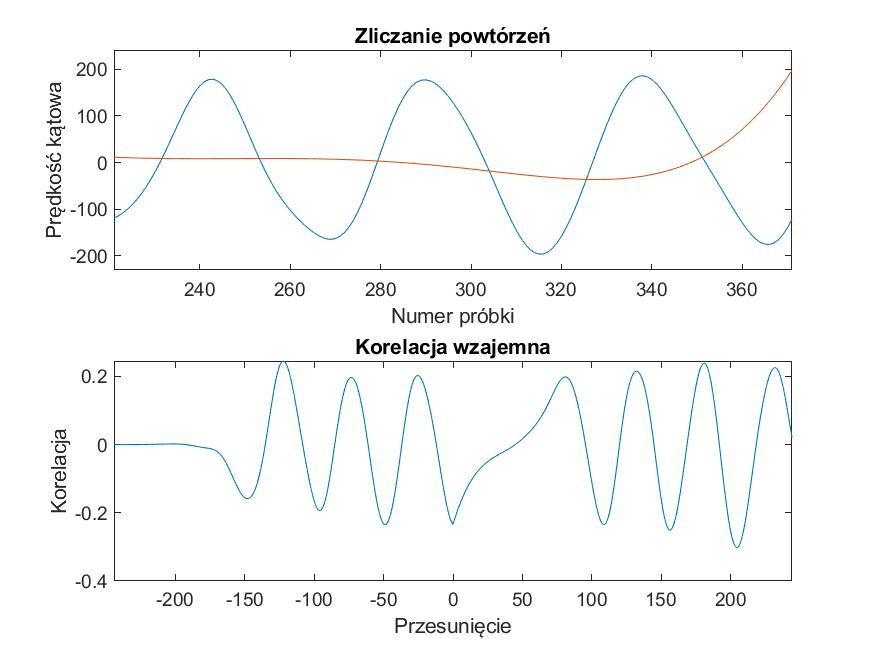 Zliczanie powtórzeń
200
100
0
-100
-200
Prędkość kątowa
240 260 280 300 320 340 360
Numer próbki
Korelacja wzajemna
0.2
0
-0.2
-0.4
Korelacja
-200 -150 -100 -50 0 50 100 150 200
Przesunięcie